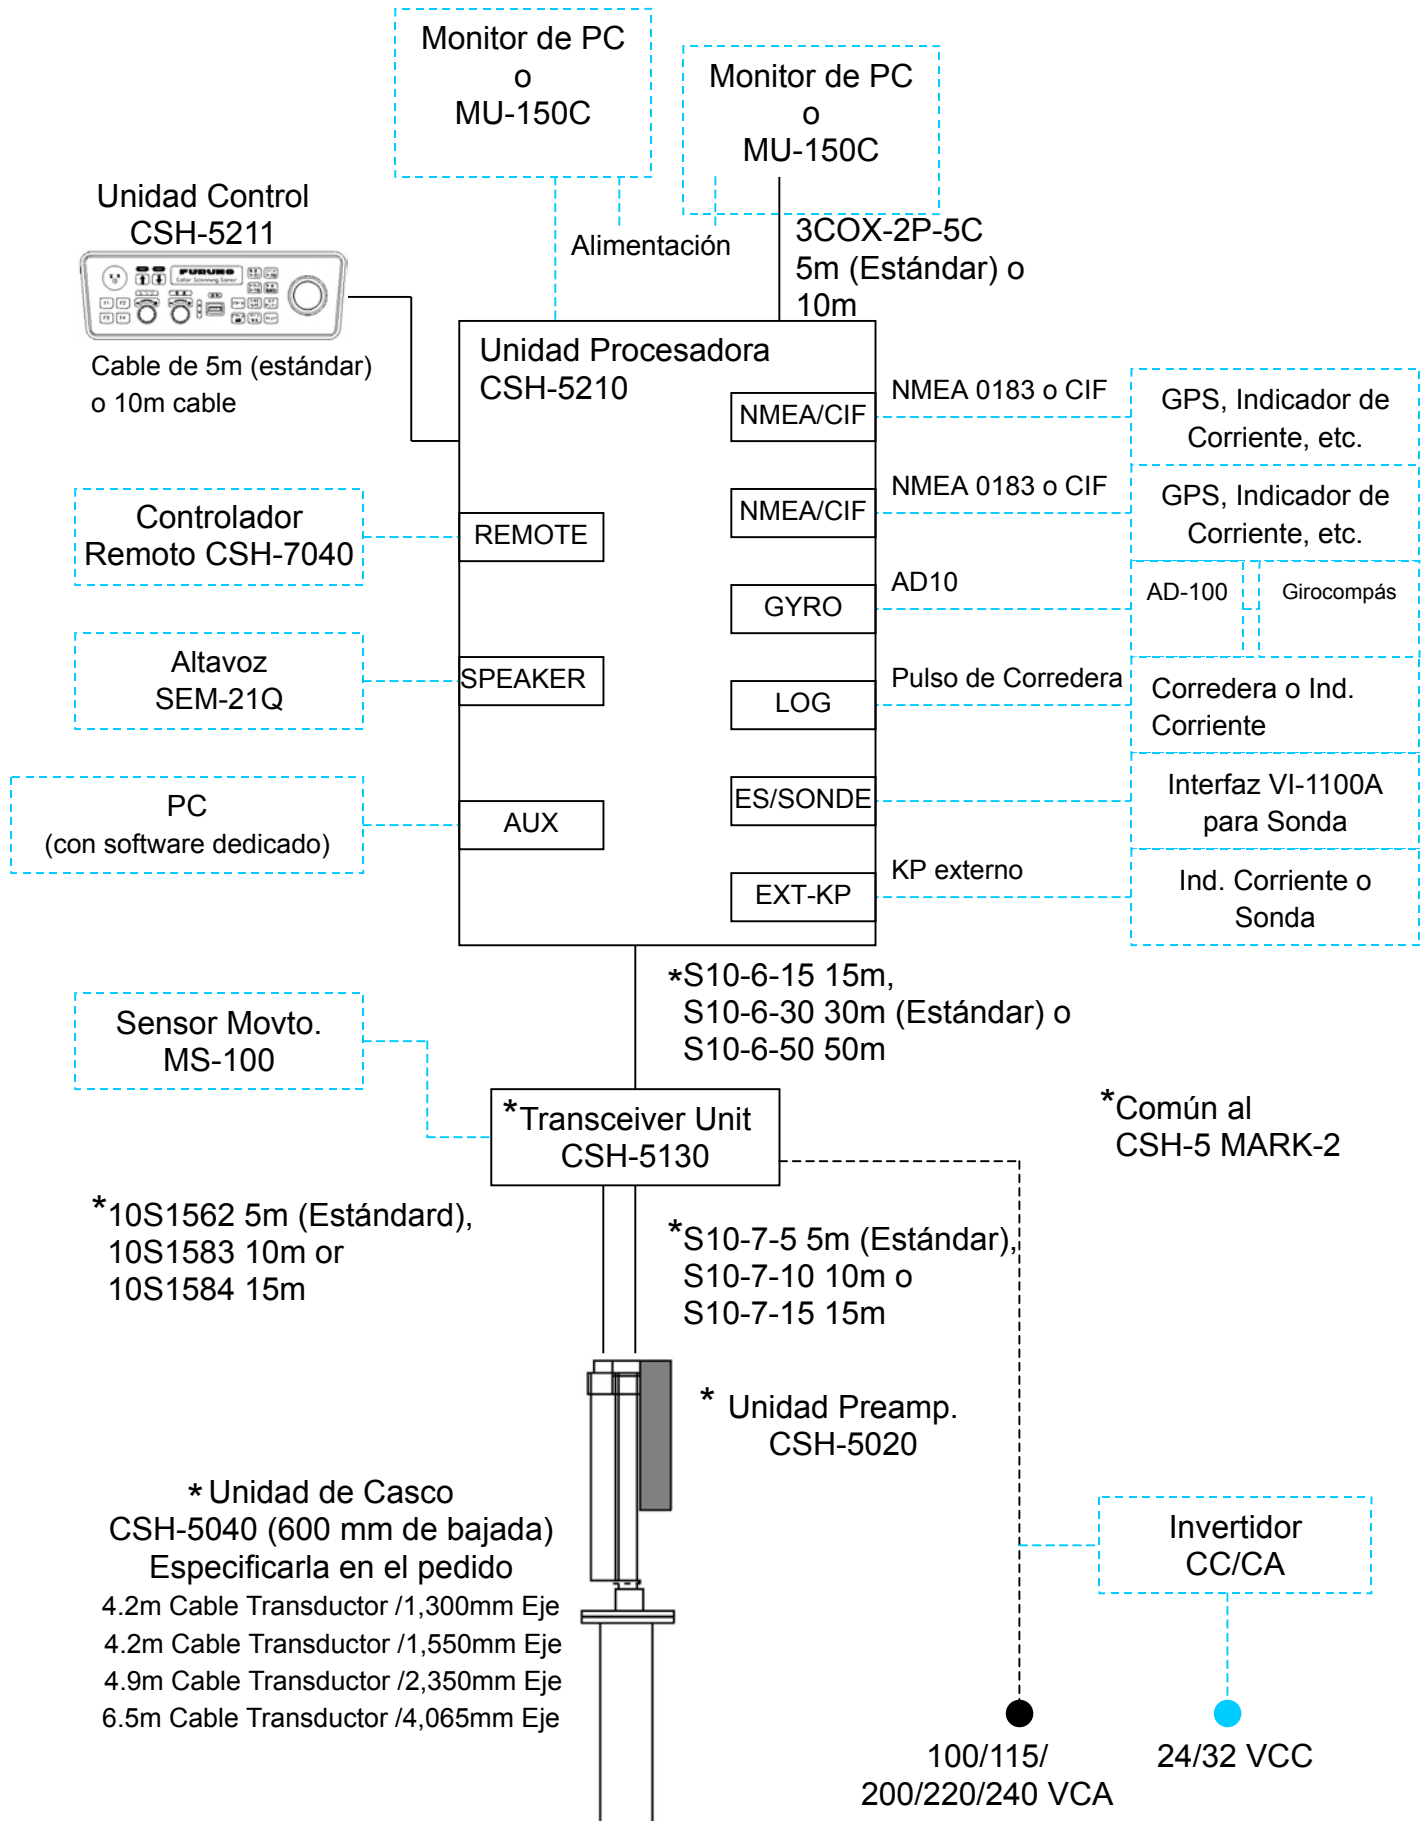 Monitor de PC
o
MU-150C
Monitor de PC
o
MU-150C
Unidad Control
CSH-5211
FURUNO
Color Scanning Sonar
Alimentación
3COX-2P-5C
5m (Estándar) o
10m
Cable de 5m (estándar)
o 10m cable
Unidad Procesadora
CSH-5210
NMEA/CIF
NMEA 0183 o CIF
GPS, Indicador de
Corriente, etc.
NMEA/CIF
NMEA 0183 o CIF
GPS, Indicador de
Corriente, etc.
Controlador
Remoto CSH-7040
REMOTE
GYRO
AD10
AD-100
Girocompás
Altavoz
SEM-21Q
SPEAKER
LOG
Pulso de Corredera
Corredera o Ind.
Corriente
PC
(con software dedicado)
AUX
ES/SONDE
Interfaz VI-1100A
para Sonda
EXT-KP
KP externo
Ind. Corriente o
Sonda
*S10-6-15 15m,
S10-6-30 30m (Estándar) o
S10-6-50 50m
Sensor Movto.
MS-100
*Transceiver Unit
CSH-5130
*Común al
CSH-5 MARK-2
*10S1562 5m (Estándard),
10S1583 10m or
10S1584 15m
*S10-7-5 5m (Estándar),
S10-7-10 10m o
S10-7-15 15m
* Unidad Preamp.
CSH-5020
*Unidad de Casco
CSH-5040 (600 mm de bajada)
Especificarla en el pedido
4.2m Cable Transductor /1,300mm Eje
4.2m Cable Transductor /1,550mm Eje
4.9m Cable Transductor /2,350mm Eje
6.5m Cable Transductor /4,065mm Eje
Invertidor
CC/CA
100/115/
200/220/240 VCA
24/32 VCC